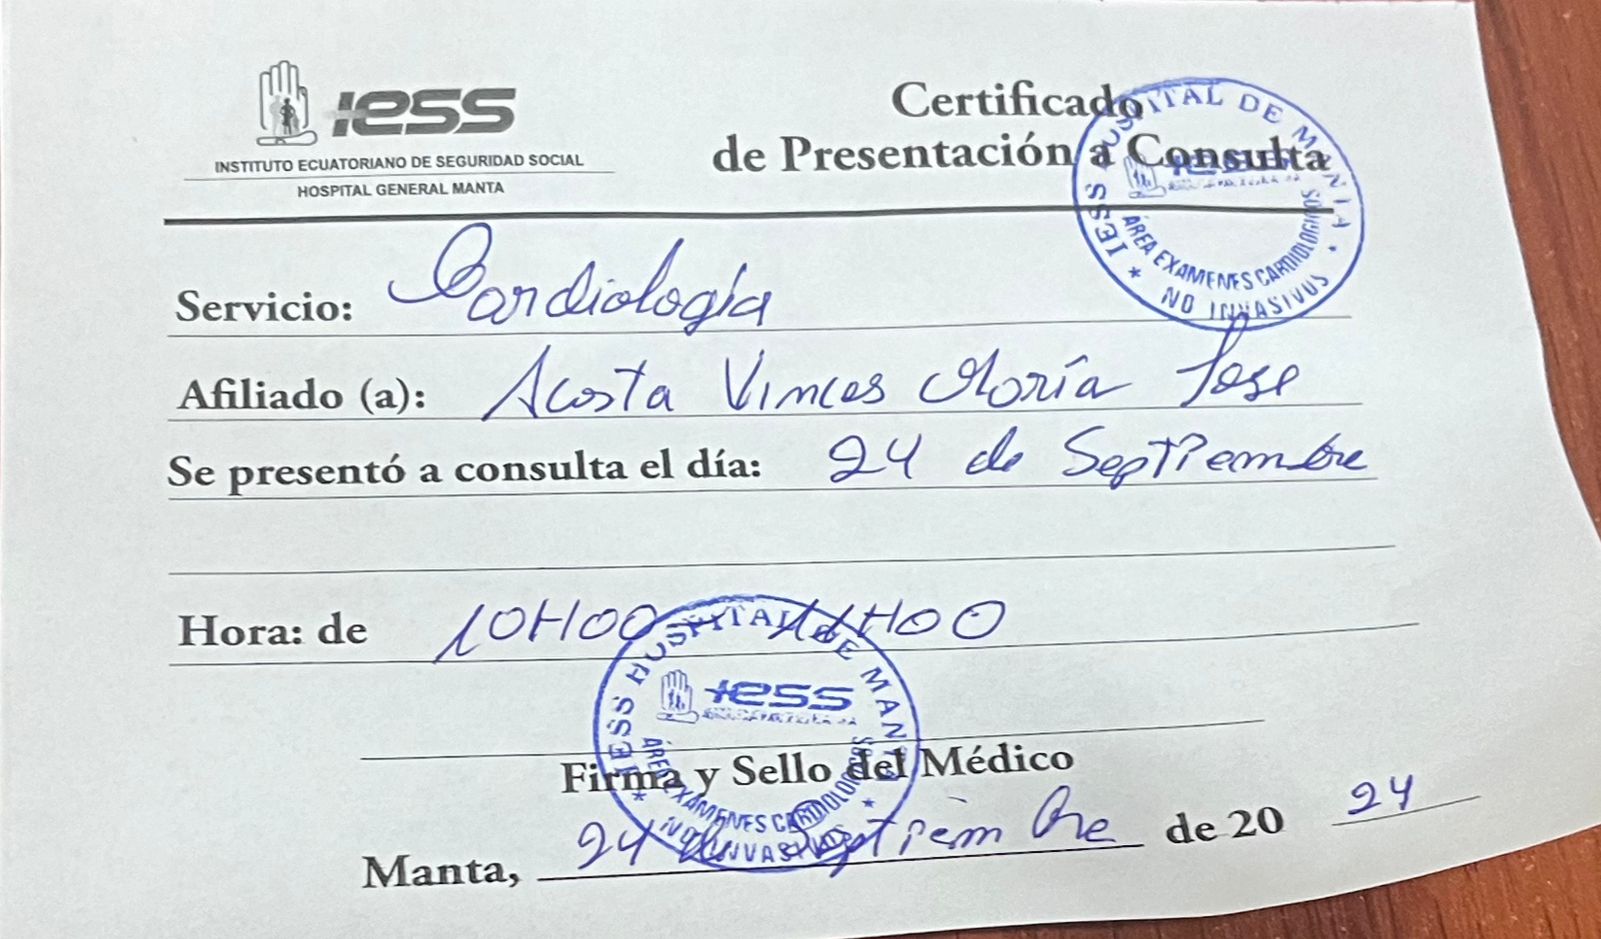 IESS
INSTITUTO ECUATORIANO DE SEGURIDAD SOCIAL
HOSPITAL GENERAL MANTA
Certificado
de Presentación a Consulta
IESS HOSPITAL DE MANTA
IESS
ÁREA EXAMENES CARDIOLOGICOS
NO INVASIVOS
Servicio: Cardiología
Afiliado (a): Acosta Vinces María Jose
Se presentó a consulta el día: 24 de Septiembre
Hora: de 10H00 - 11H00
IESS HOSPITAL DE MANTA
IESS
ÁREA EXAMENES CARDIOLOGICOS
NO INVASIVOS
Firma y Sello del Médico
Manta, 24 de Septiembre de 20 24